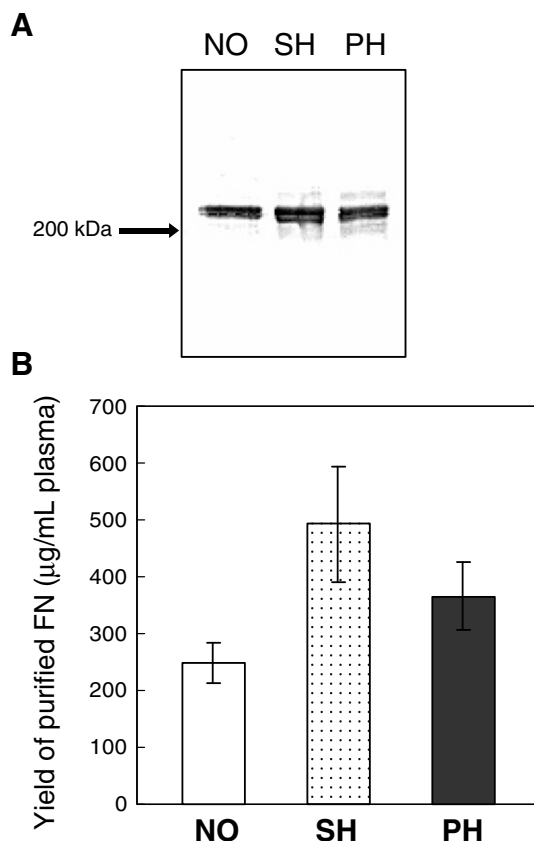 A
NO SH PH
200 kDa
B
Yield of purified FN (μg/mL plasma)
700
600
500
400
300
200
100
0
NO SH PH